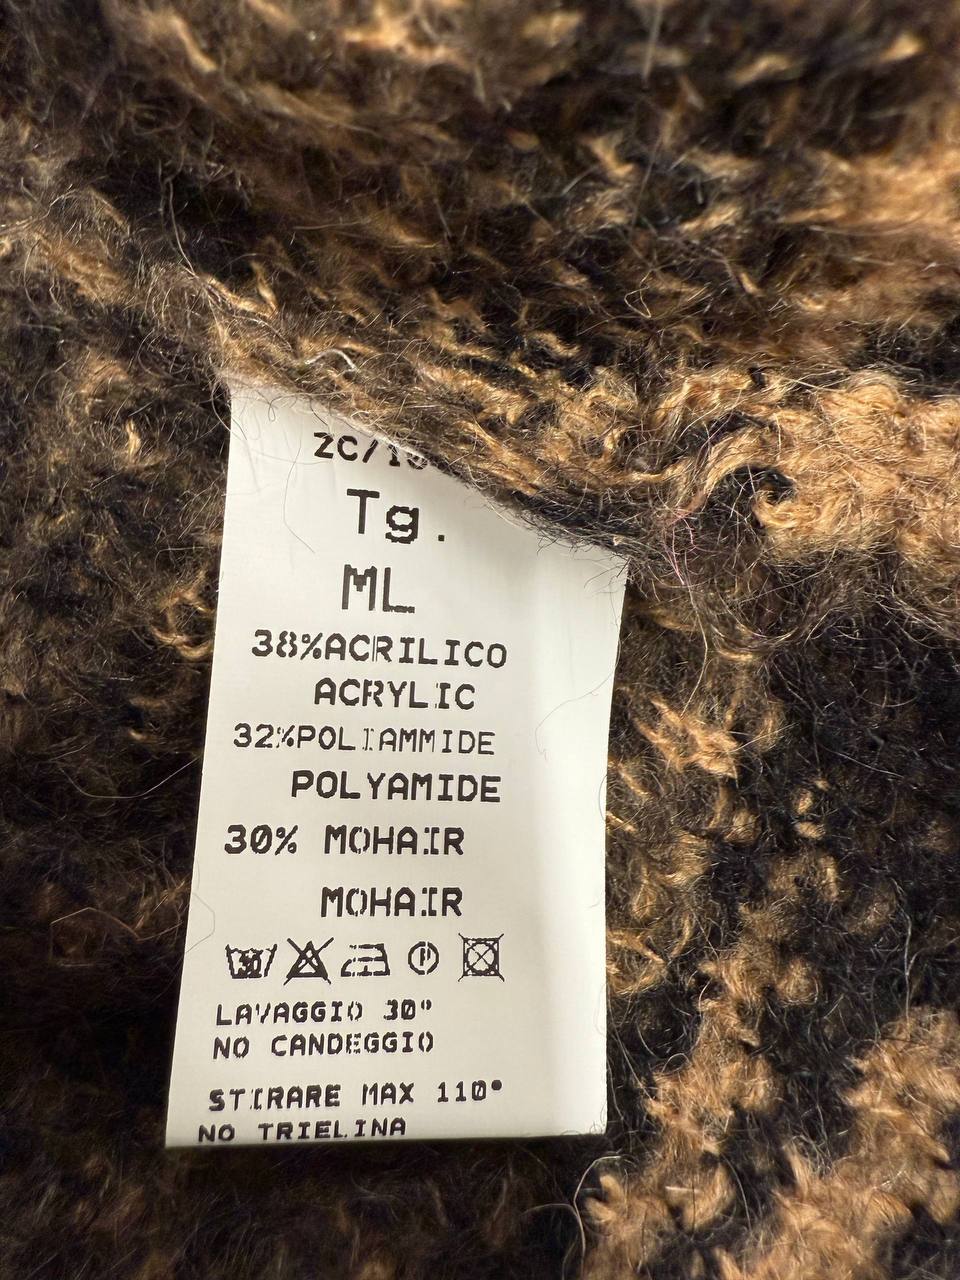 Tg.
ML
38%ACRILICO
ACRYLIC
32%POLIAMMIDE
POLYAMIDE
30% MOHAIR
MOHAIR
30
P
LAVAGGIO 30°
NO CANDEGGIO
STIRARE MAX 110°
NO TRIELINA